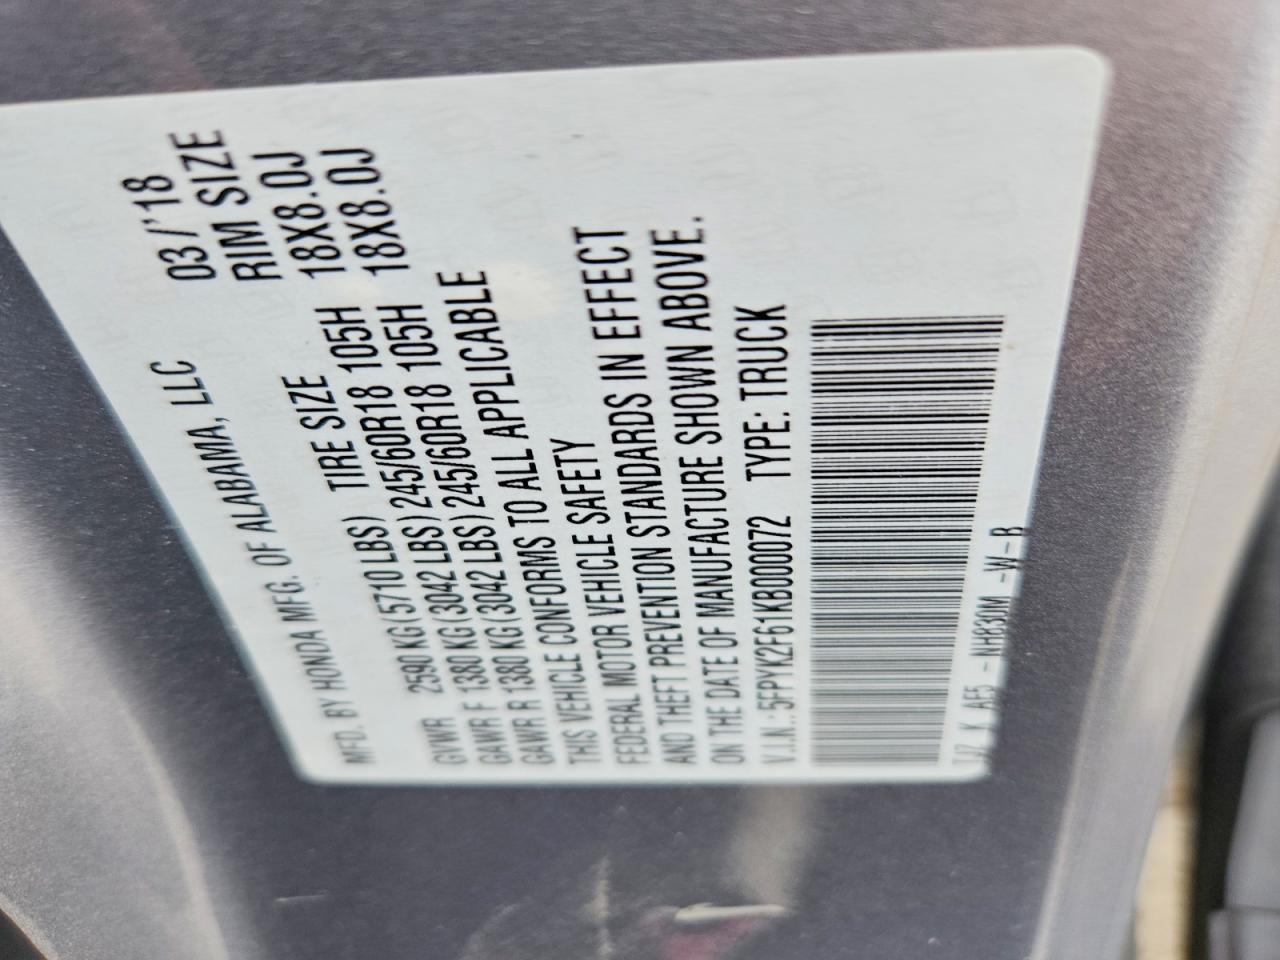 MFD. BY HONDA MFG. OF ALABAMA, LLC 03/'18
TIRE SIZE RIM SIZE
GVWR 2590 KG (5710 LBS)
GAWR F 1380 KG (3042 LBS) 245/60R18 105H 18X8.0J
GAWR R 1380 KG (3042 LBS) 245/60R18 105H 18X8.0J
THIS VEHICLE CONFORMS TO ALL APPLICABLE
FEDERAL MOTOR VEHICLE SAFETY
AND THEFT PREVENTION STANDARDS IN EFFECT
ON THE DATE OF MANUFACTURE SHOWN ABOVE.
V.I.N.: 5FPYK2F61KB000072 TYPE: TRUCK
K AE5 - NH830M -W-B